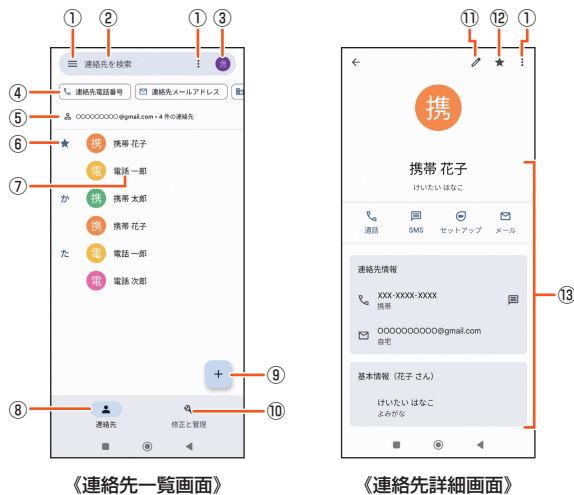 ① ② ① ③
連絡先を検索 携
④ 連絡先電話番号 連絡先メールアドレス
⑤ OOOOOOOOO@gmail.com・4 件の連絡先
⑥ ★ 携 携帯 花子
電 電話 一郎
⑦
か 携 携帯 太郎
携 携帯 花子
た 電 電話 一郎
電 電話 次郎
+ ⑨
⑧ ⑩
連絡先 修正と管理
《連絡先一覧画面》
⑪ ⑫ ①
携
携帯 花子
けいたい はなこ
通話 SMS セットアップ メール
連絡先情報
XXX-XXXX-XXXX
携帯
⑬
OOOOOOOOOO@gmail.com
自宅
基本情報（花子 さん）
けいたい はなこ
よみがな
《連絡先詳細画面》